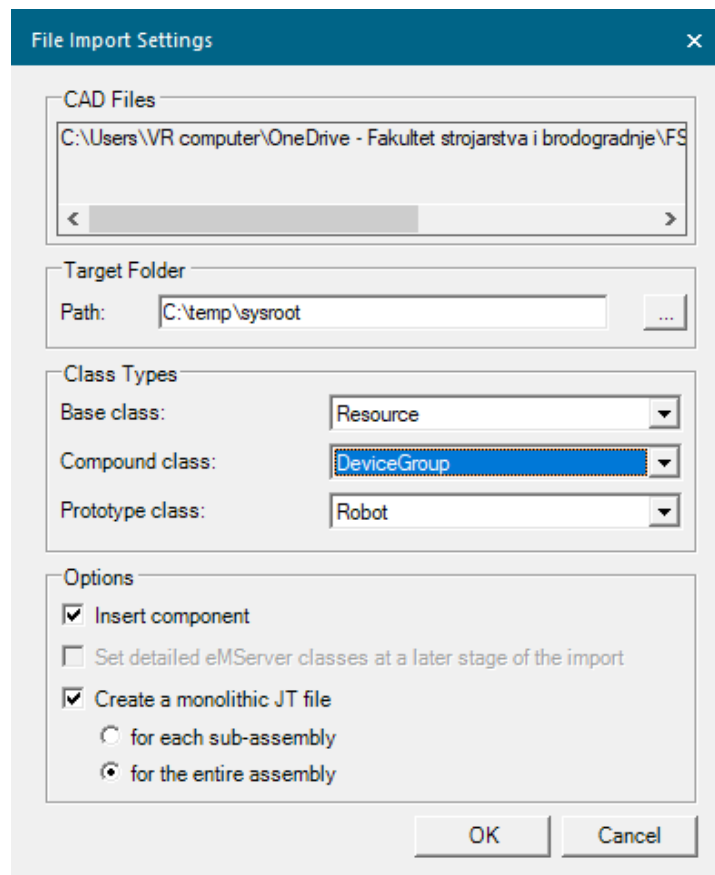 File Import Settings
CAD Files
C:\Users\VR computer\OneDrive - Fakultet strojarstva i brodogradnje\FS
Target Folder
Path: C:\temp\sysroot ...
Class Types
Base class: Resource
Compound class: DeviceGroup
Prototype class: Robot
Options
Insert component
Set detailed eMServer classes at a later stage of the import
Create a monolithic JT file
for each sub-assembly
for the entire assembly
OK Cancel